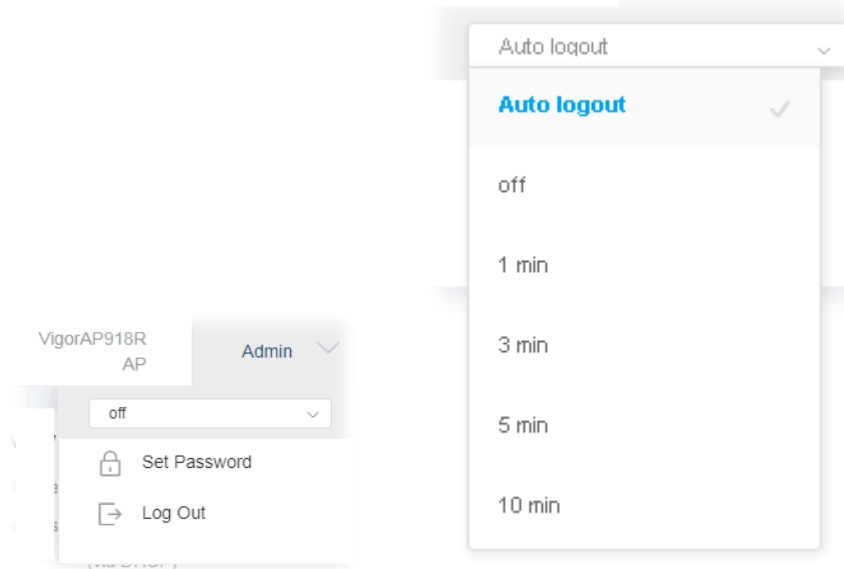 Auto logout
Auto logout
off
1 min
3 min
5 min
10 min
VigorAP918R
AP
Admin
off
Set Password
Log Out